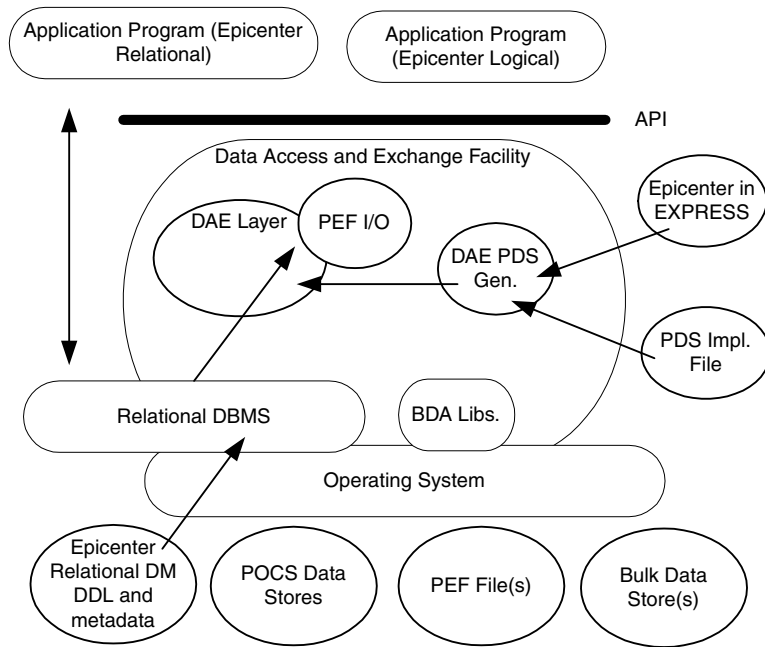 Application Program (Epicenter
Relational)
Application Program
(Epicenter Logical)
API
Data Access and Exchange Facility
DAE Layer
PEF I/O
DAE PDS
Gen.
Epicenter in
EXPRESS
PDS Impl.
File
Relational DBMS
BDA Libs.
Operating System
Epicenter
Relational DM
DDL and
metadata
POCS Data
Stores
PEF File(s)
Bulk Data
Store(s)